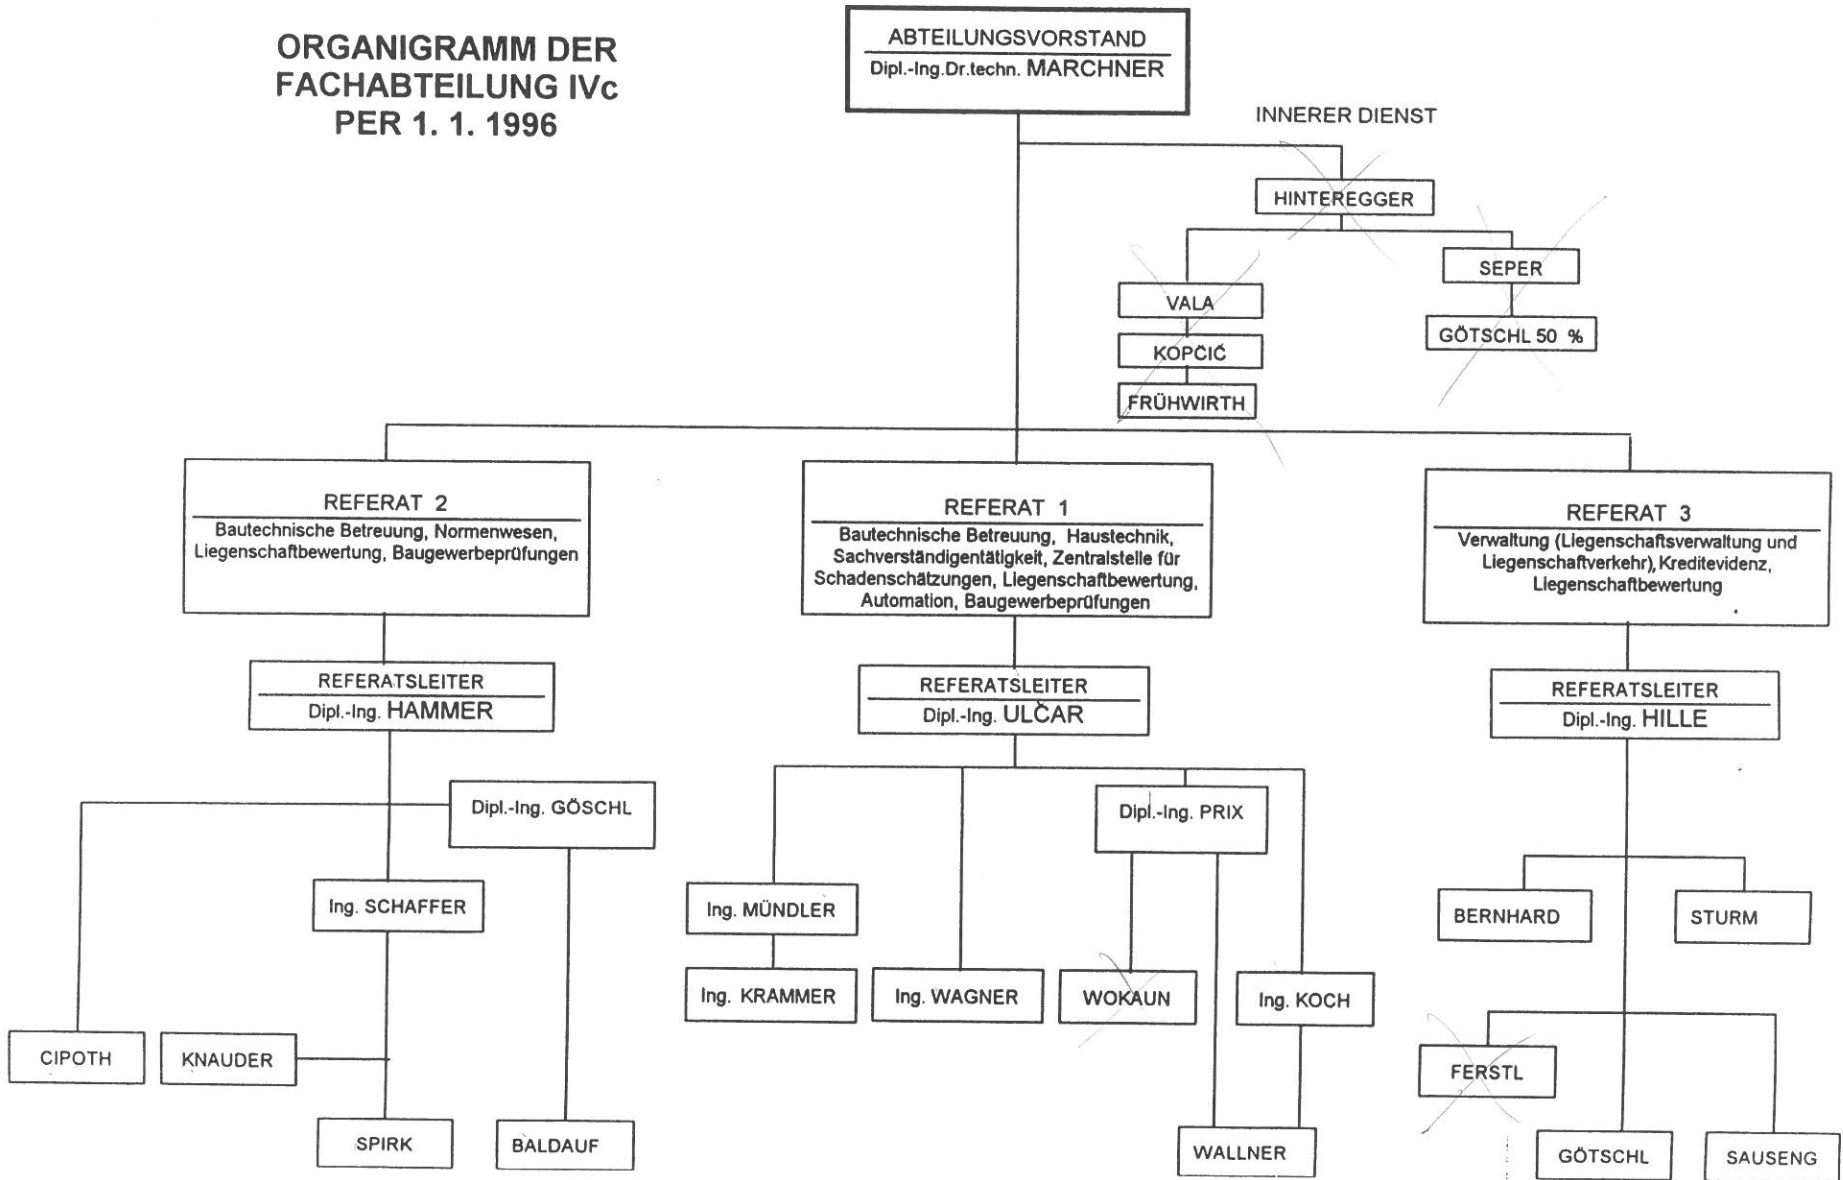 ORGANIGRAMM DER
FACHABTEILUNG IVc
PER 1. 1. 1996
ABTEILUNGSVORSTAND
Dipl.-Ing.Dr.techn. MARCHNER
INNERER DIENST
HINTEREGGER
SEPER
VALA
GÖTSCHL 50 %
KOPČIČ
FRÜHWIRTH
REFERAT 2
Bautechnische Betreuung, Normenwesen,
Liegenschaftbewertung, Baugewerbeprüfungen
REFERAT 1
Bautechnische Betreuung, Haustechnik,
Sachverständigentätigkeit, Zentralstelle für
Schadenschätzungen, Liegenschaftbewertung,
Automation, Baugewerbeprüfungen
REFERAT 3
Verwaltung (Liegenschaftsverwaltung und
Liegenschaftverkehr), Kreditevidenz,
Liegenschaftbewertung
REFERATSLEITER
Dipl.-Ing. HAMMER
REFERATSLEITER
Dipl.-Ing. ULČAR
REFERATSLEITER
Dipl.-Ing. HILLE
Dipl.-Ing. GÖSCHL
Dipl.-Ing. PRIX
Ing. SCHAFFER
Ing. MÜNDLER
BERNHARD
STURM
Ing. KRAMMER
Ing. WAGNER
WOKAUN
Ing. KOCH
CIPOTH
KNAUDER
FERSTL
SPIRK
BALDAUF
WALLNER
GÖTSCHL
SAUSENG